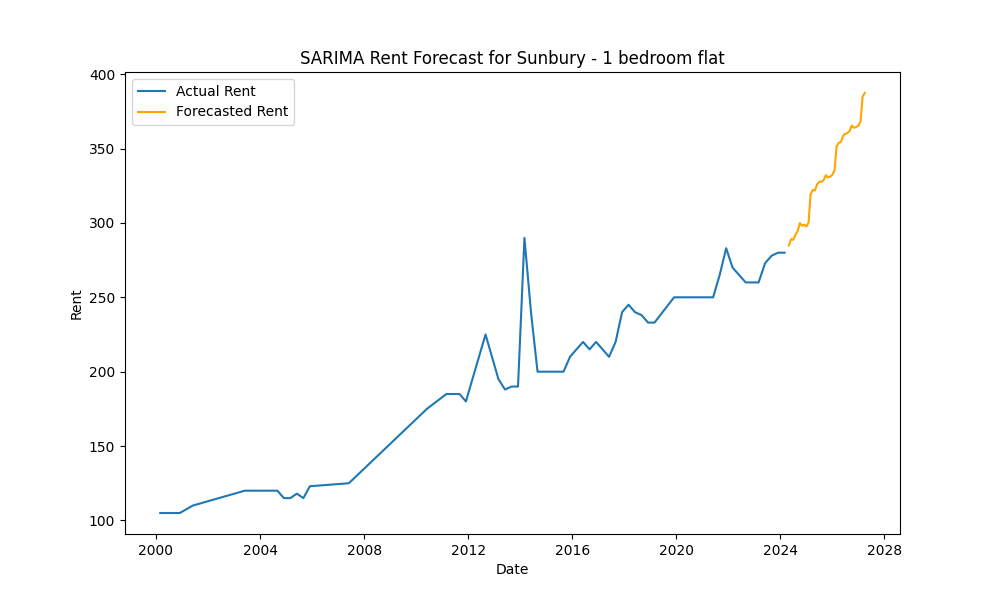 SARIMA Rent Forecast for Sunbury - 1 bedroom flat
Actual Rent
Forecasted Rent
400
350
300
250
200
150
100
Rent
2000 2004 2008 2012 2016 2020 2024 2028
Date